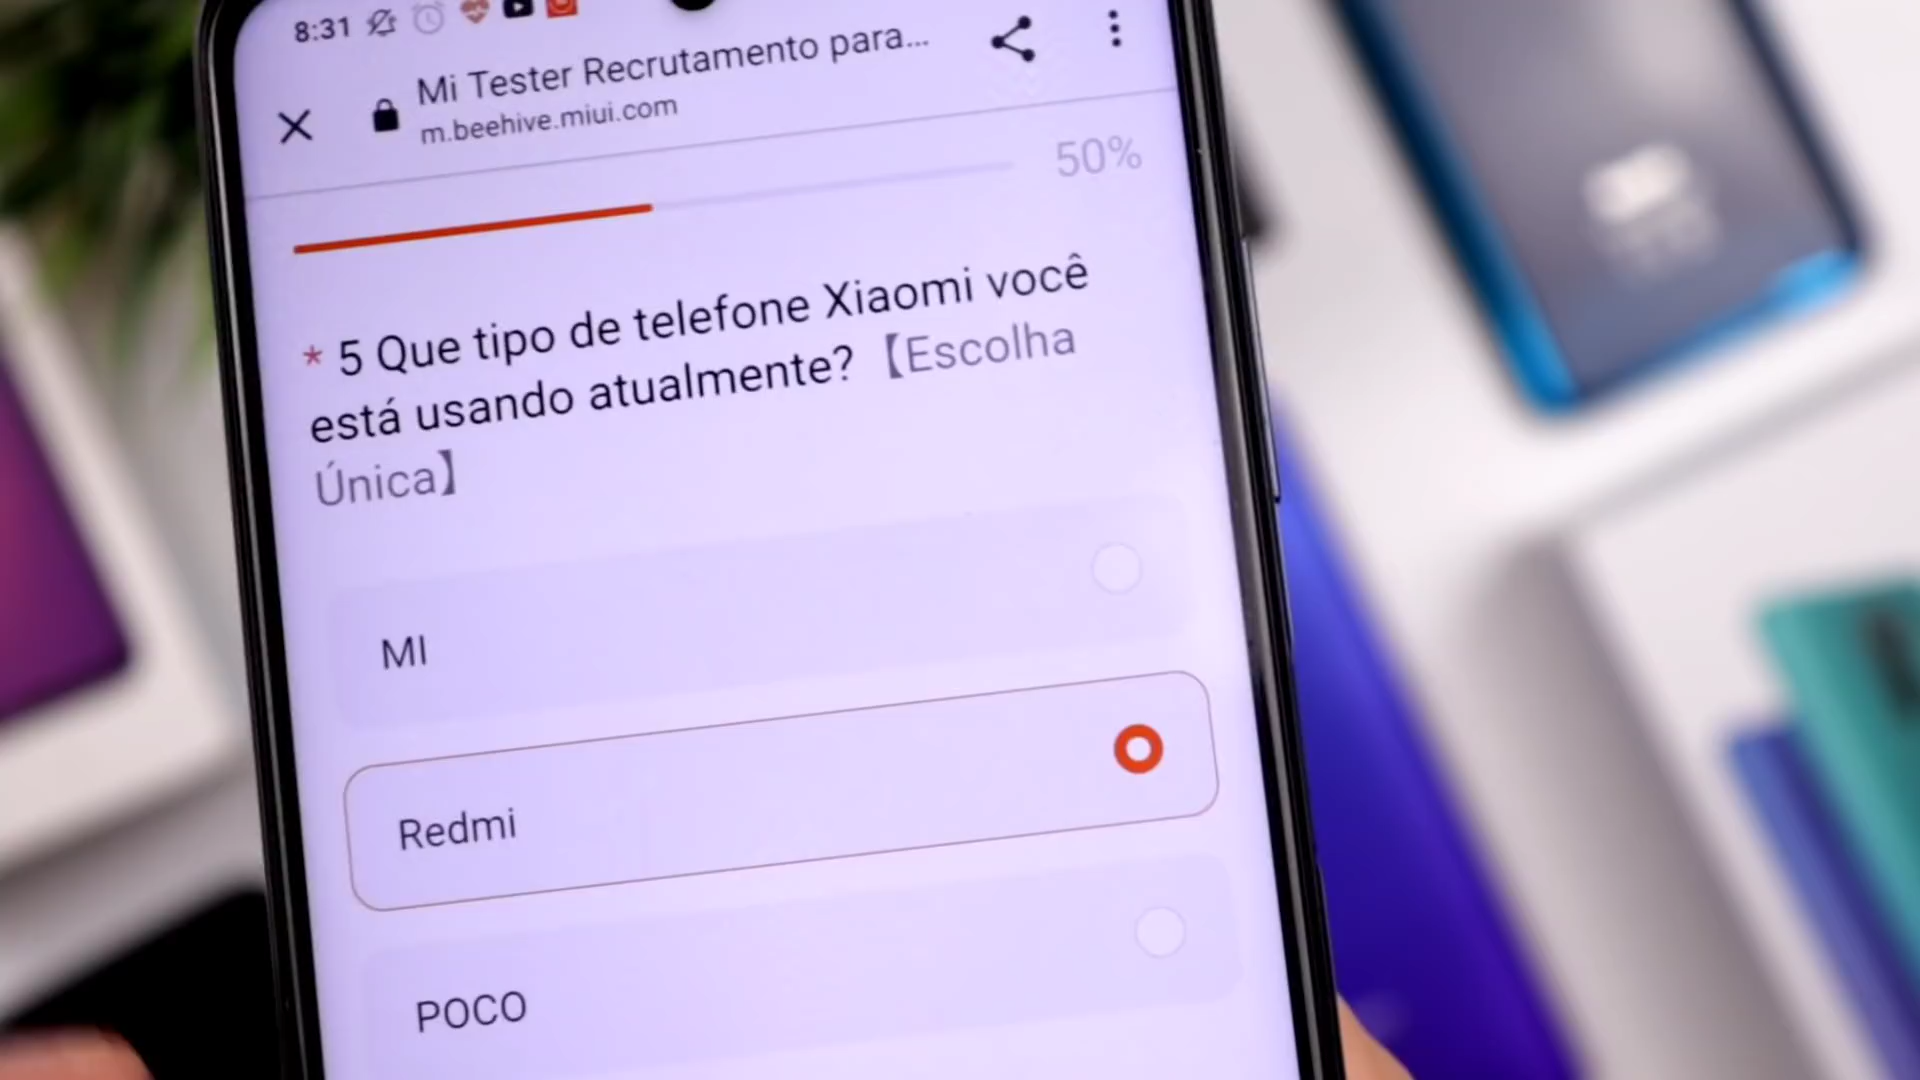 8:31
Mi Tester Recrutamento para...
m.beehive.miui.com
50%
* 5 Que tipo de telefone Xiaomi você
está usando atualmente?【Escolha
Única】
MI
Redmi
POCO